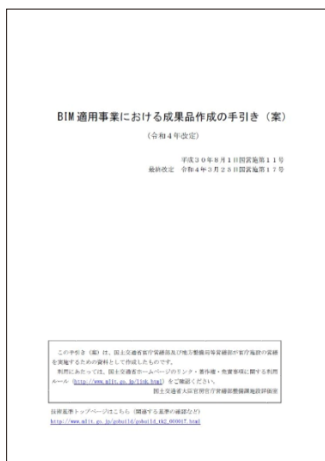 BIM適用事業における成果品作成の手引き（案）
（令和4年改定）
平成30年8月1日国営施第11号
最終改定　令和4年3月28日国営施第17号
この手引き（案）は、国土交通省官庁営繕部及び地方整備局等営繕部が官庁施設の営繕
を実施するための資料として作成したものです。
利用にあたっては、国土交通省ホームページのリンク・著作権・免責事項に関する利用
ルール（http://www.mlit.go.jp/link.html）をご確認ください。
国土交通省大臣官房官庁営繕部整備課施設評価室
技術基準トップページはこちら（関連する基準の確認など）
http://www.mlit.go.jp/gobuild/gobuild_tk2_000017.html